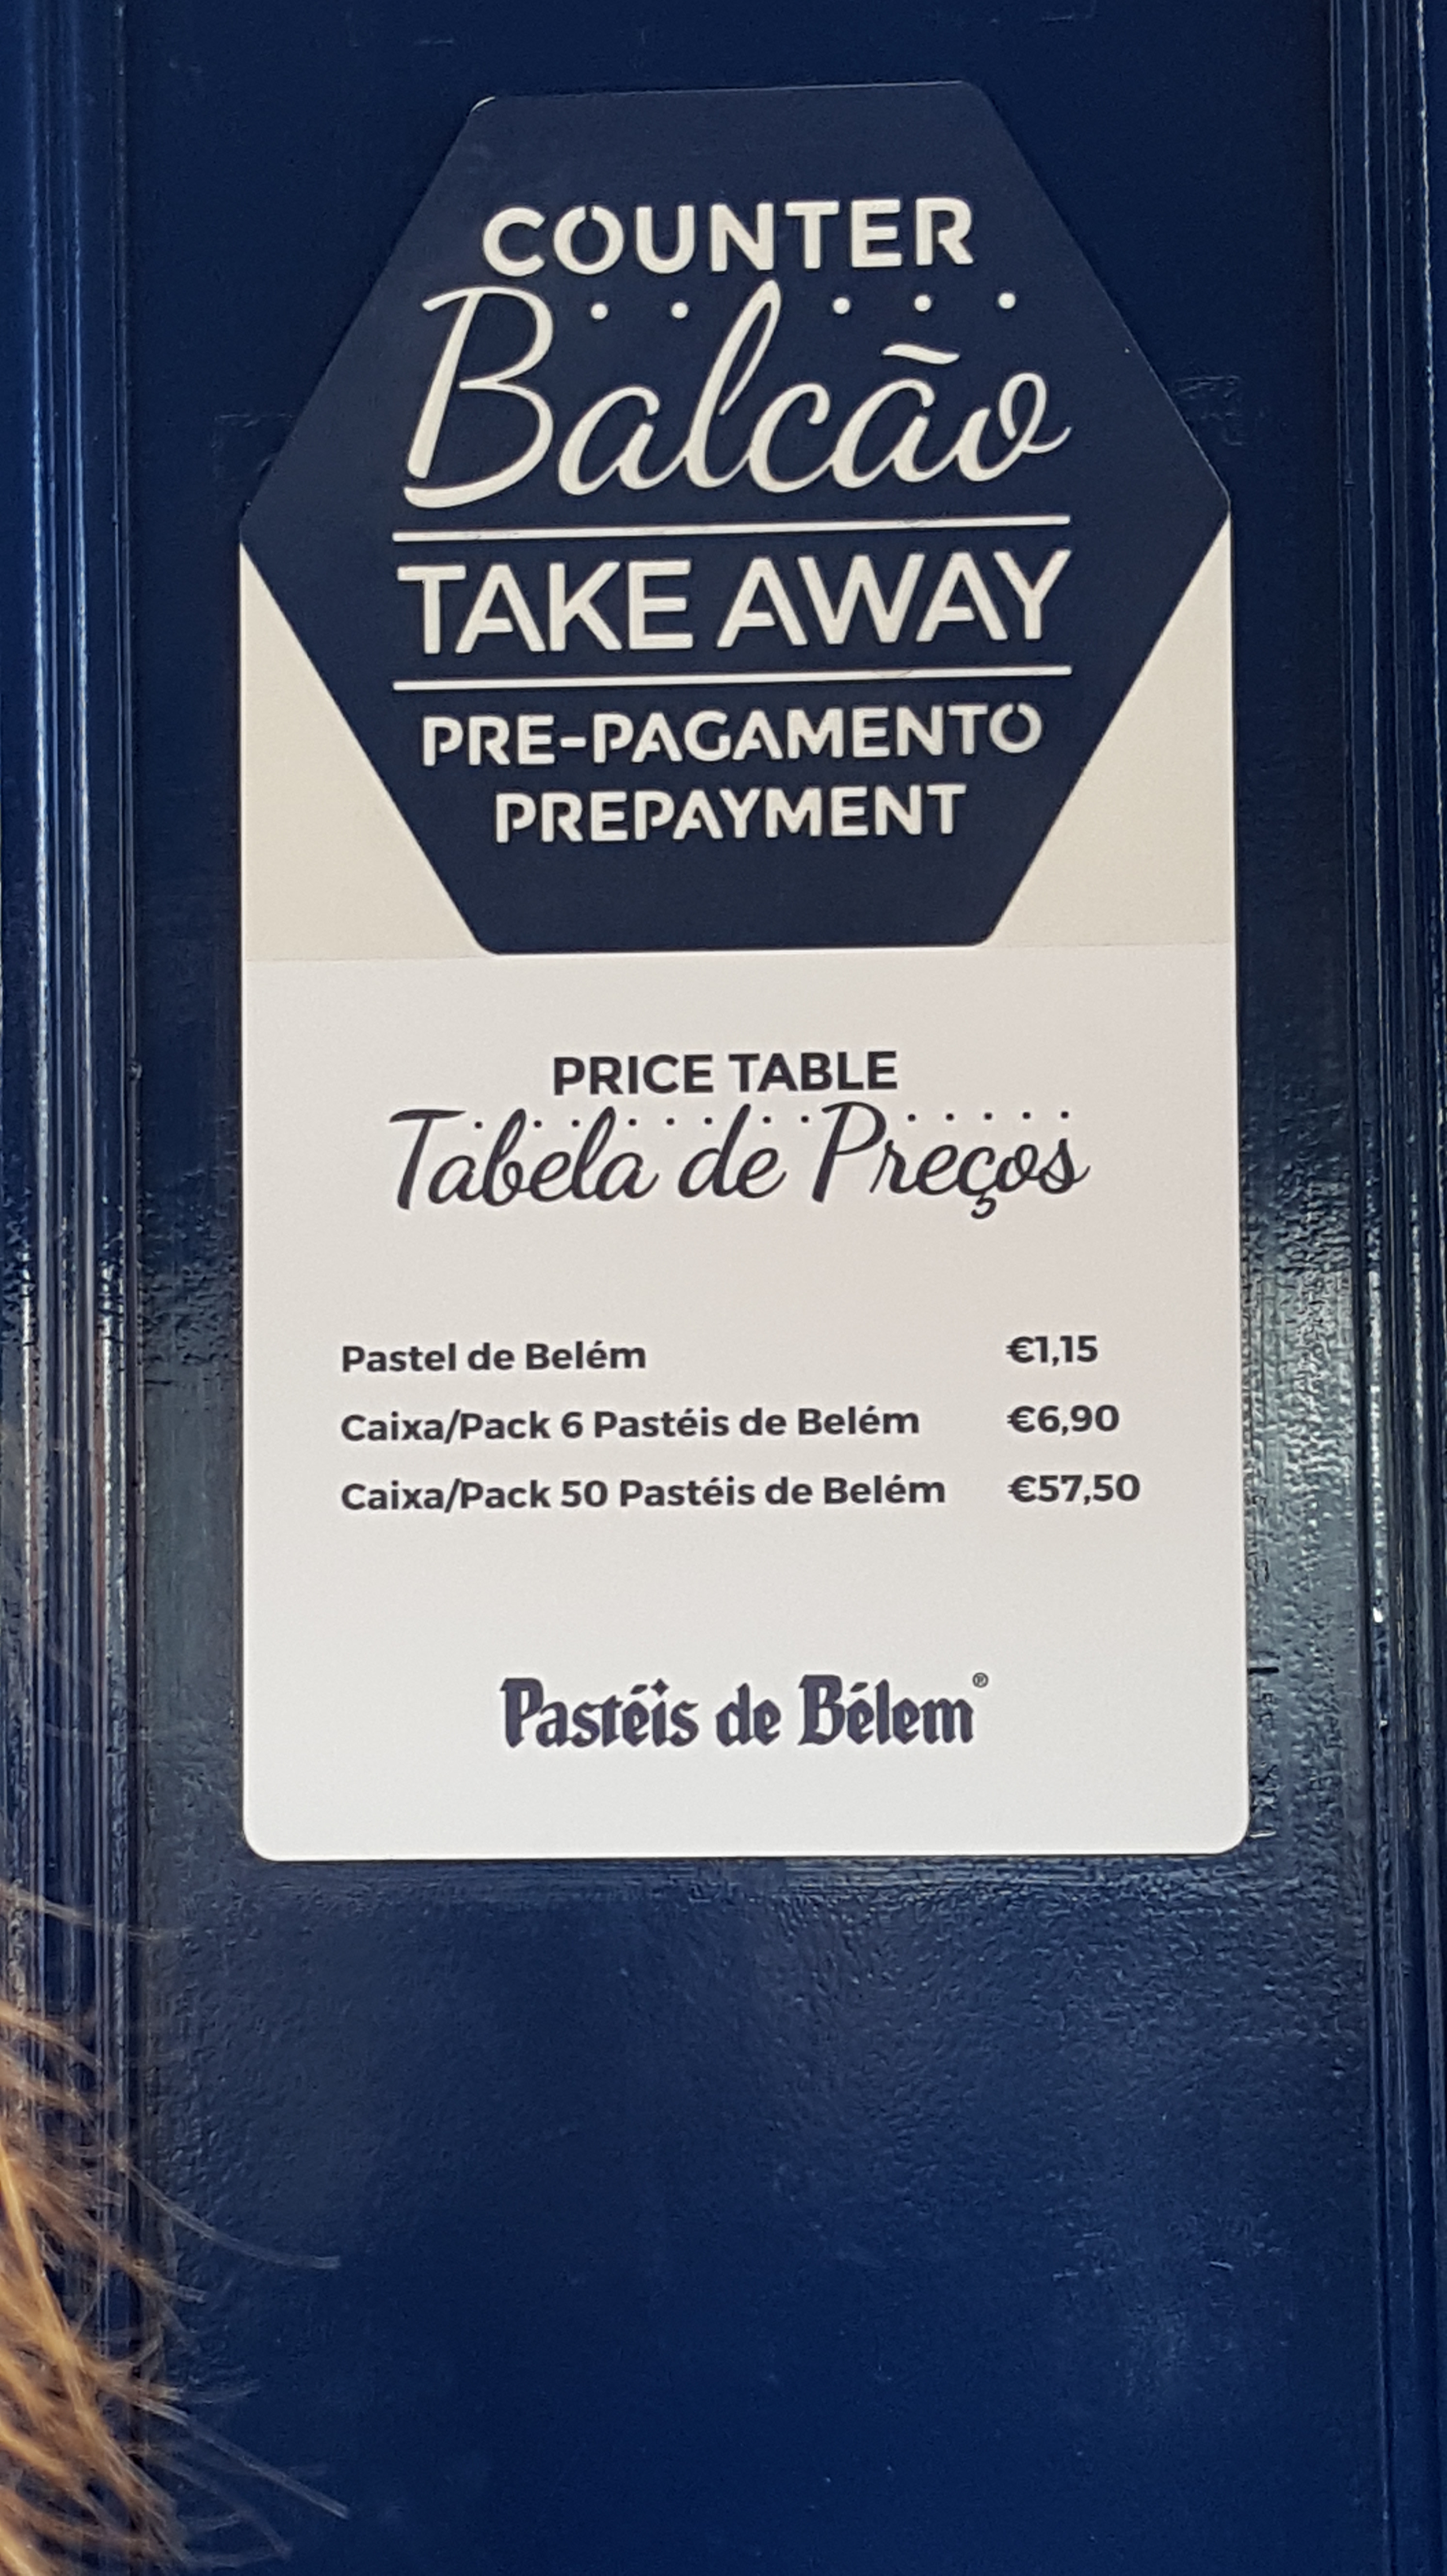 COUNTER
Balcão
TAKE AWAY
PRE-PAGAMENTO
PREPAYMENT
PRICE TABLE
Tabela de Preços
Pastel de Belém €1,15
Caixa/Pack 6 Pastéis de Belém €6,90
Caixa/Pack 50 Pastéis de Belém €57,50
Pastéis de Bélem®